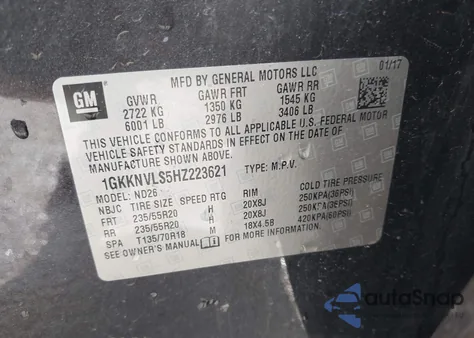 GM
MFD BY GENERAL MOTORS LLC
01/17
GVWR GAWR FRT GAWR RR
2722 KG 1350 KG 1545 KG
6001 LB 2976 LB 3406 LB
THIS VEHICLE CONFORMS TO ALL APPLICABLE U.S. FEDERAL MOTOR
VEHICLE SAFETY, BUMPER, AND THEFT PREVENTION STANDARDS IN
EFFECT ON THE DATE OF MANUFACTURE SHOWN ABOVE.
1GKKNVLS5HZ223621 TYPE: M.P.V.
MODEL: ND26
NBJC TIRE SIZE SPEED RTG RIM COLD TIRE PRESSURE
FRT 235/55R20 H 20X8J 250KPA(36PSI)
RR 235/55R20 H 20X8J 250KPA(36PSI)
SPA T135/70R18 M 18X4.5B 420KPA(60PSI)
SEE OWNER'S MANUAL FOR MORE INFORMATION.
autoSnap